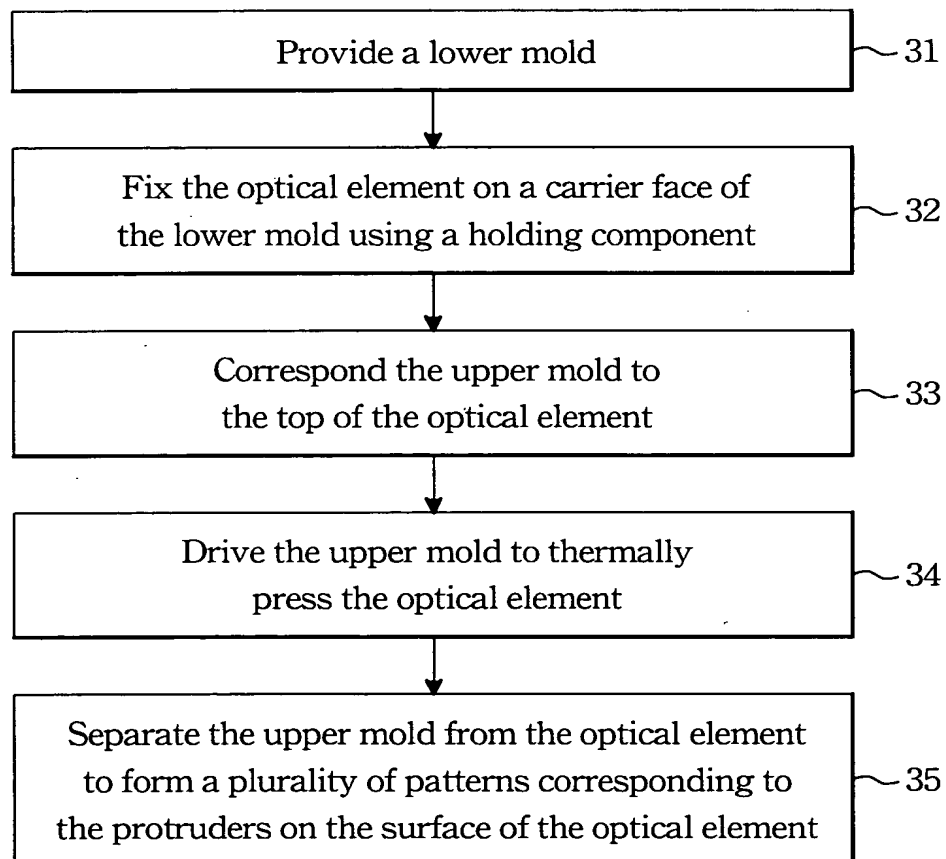 Provide a lower mold
31
Fix the optical element on a carrier face of
the lower mold using a holding component
32
Correspond the upper mold to
the top of the optical element
33
Drive the upper mold to thermally
press the optical element
34
Separate the upper mold from the optical element
to form a plurality of patterns corresponding to
the protruders on the surface of the optical element
35